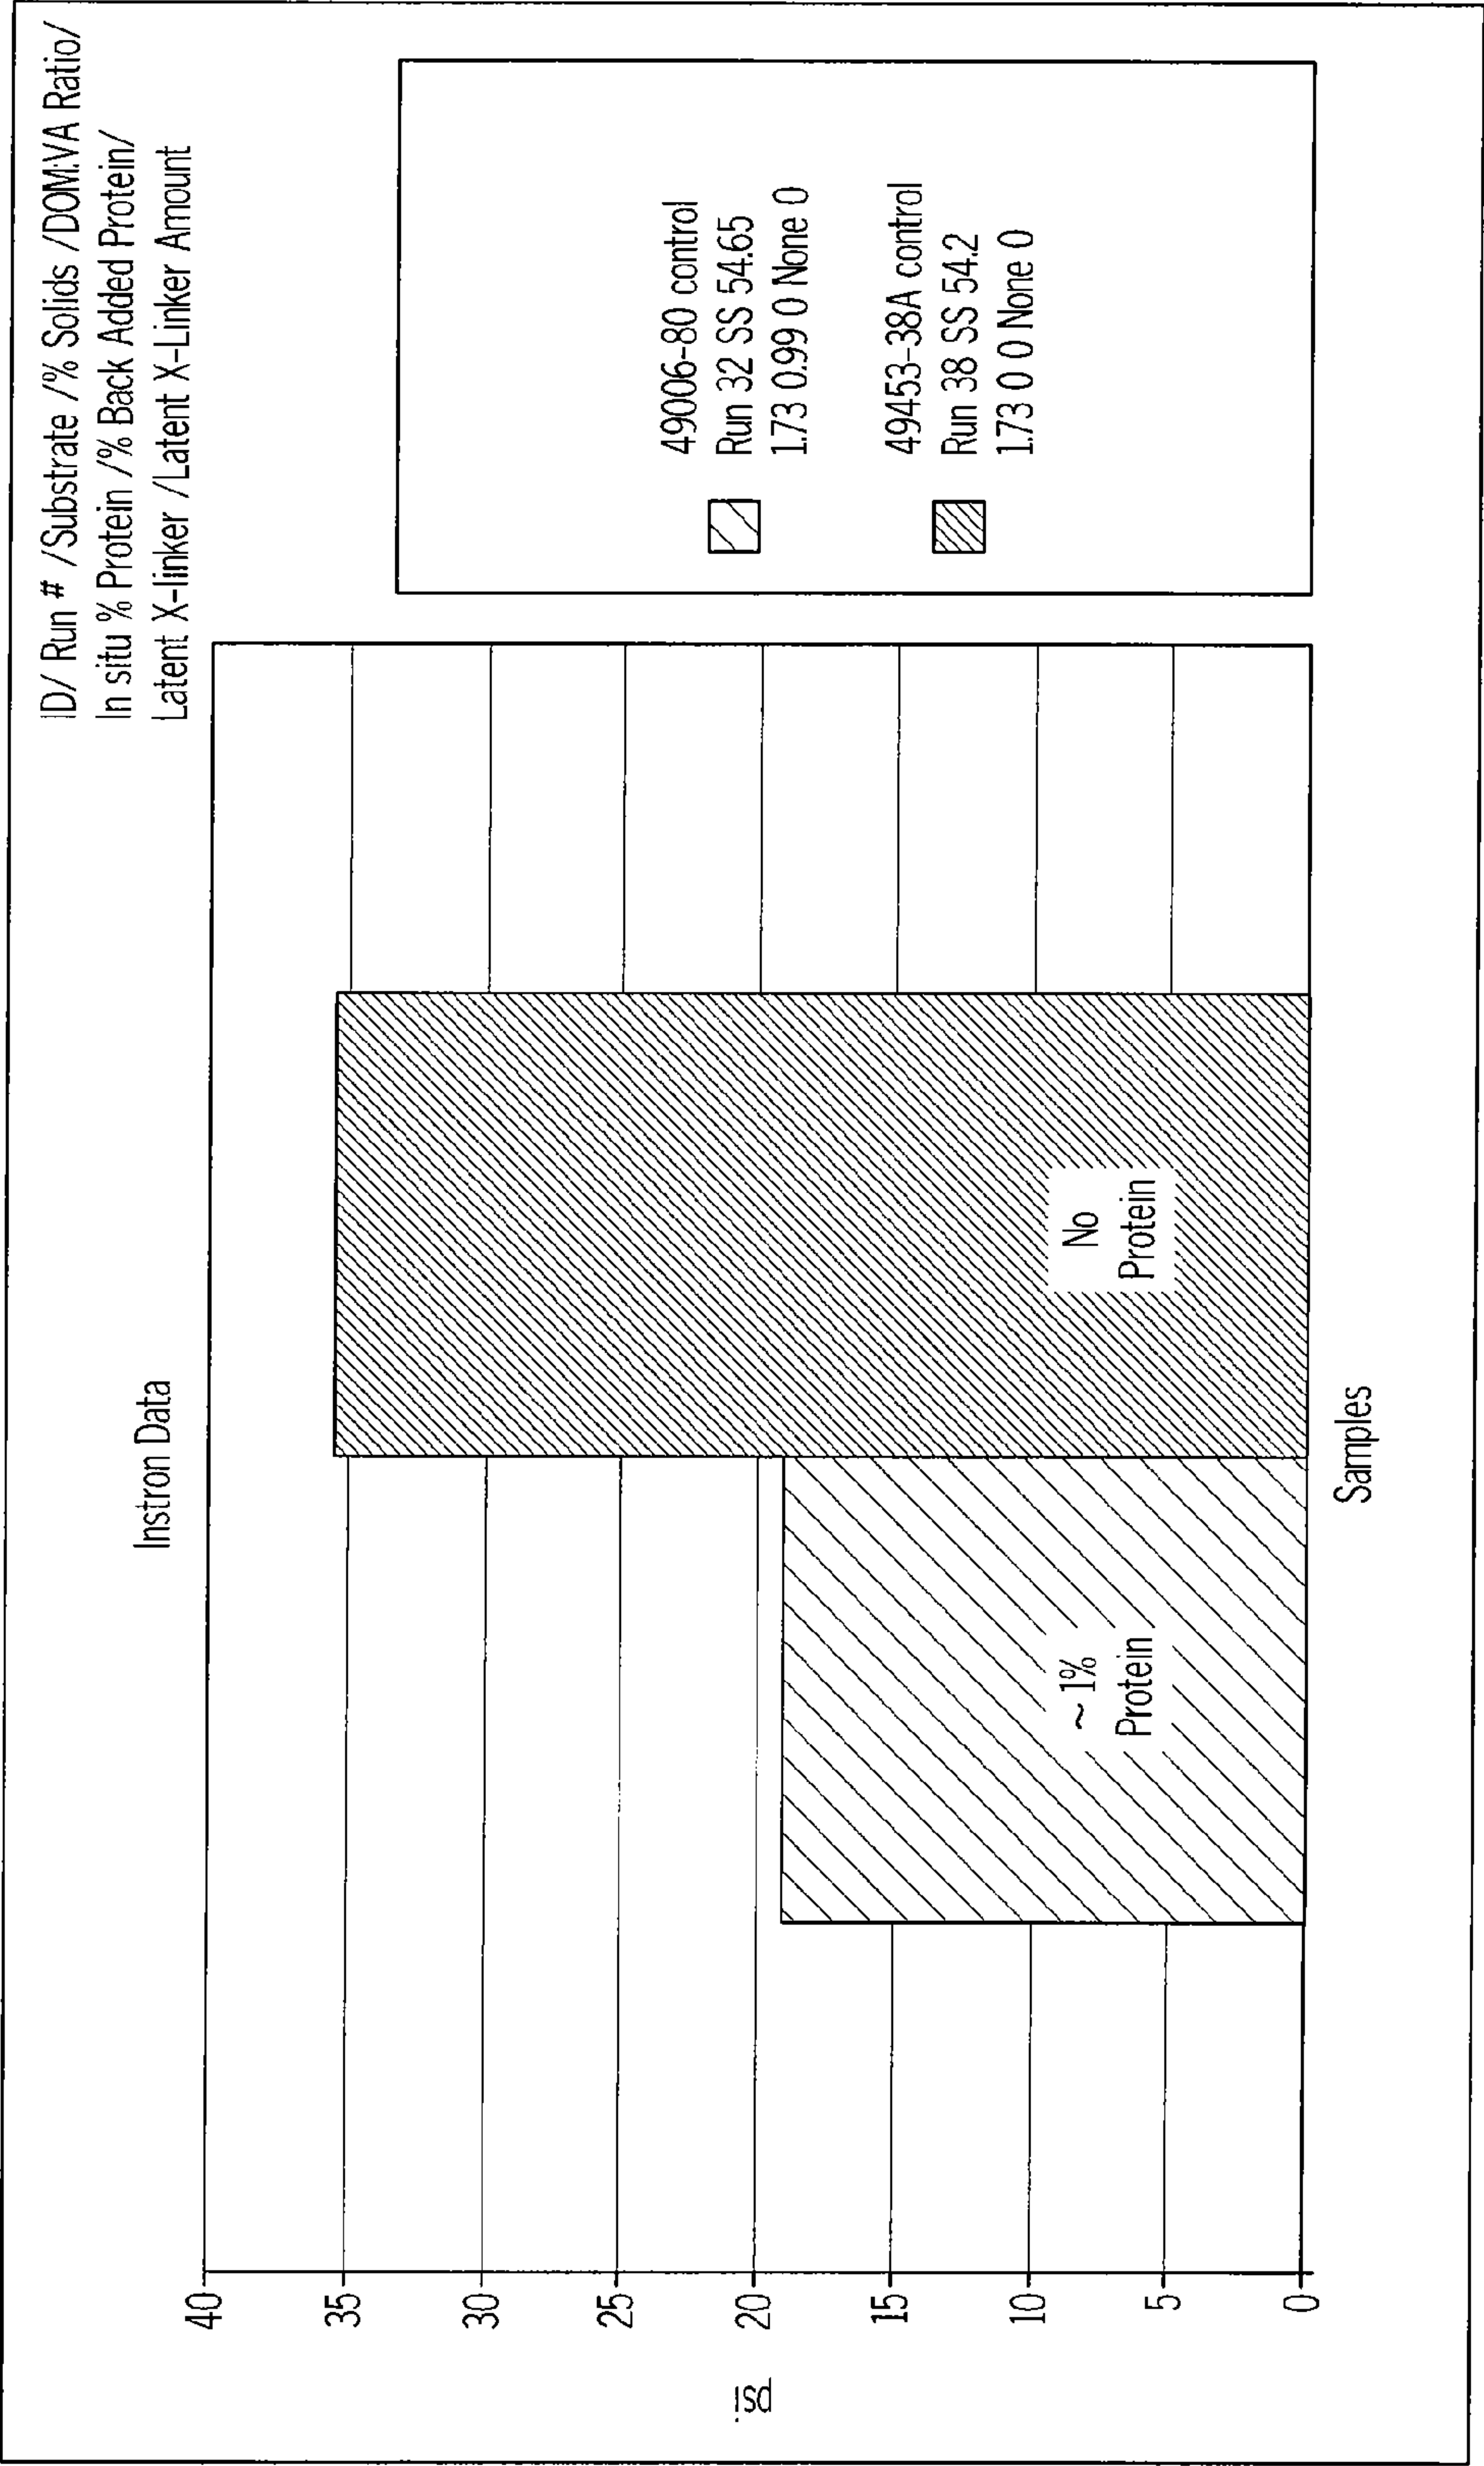 ID/ Run # /Substrate /% Solids /DOM:VA Ratio/
In situ % Protein /% Back Added Protein/
Latent X-linker /Latent X-Linker Amount
Instron Data
psi
40
35
30
25
20
15
10
5
0
~ 1%
Protein
No
Protein
Samples
49006-80 control
Run 32 SS 54.65
1.73 0.99 0 None 0
49453-38A control
Run 38 SS 54.2
1.73 0 0 None 0